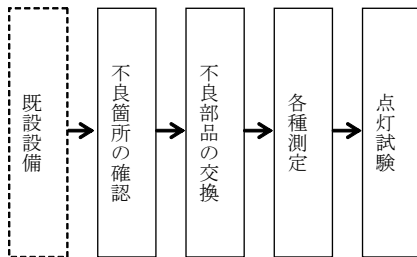 既設設備
不良箇所の確認
不良部品の交換
各種測定
点灯試験